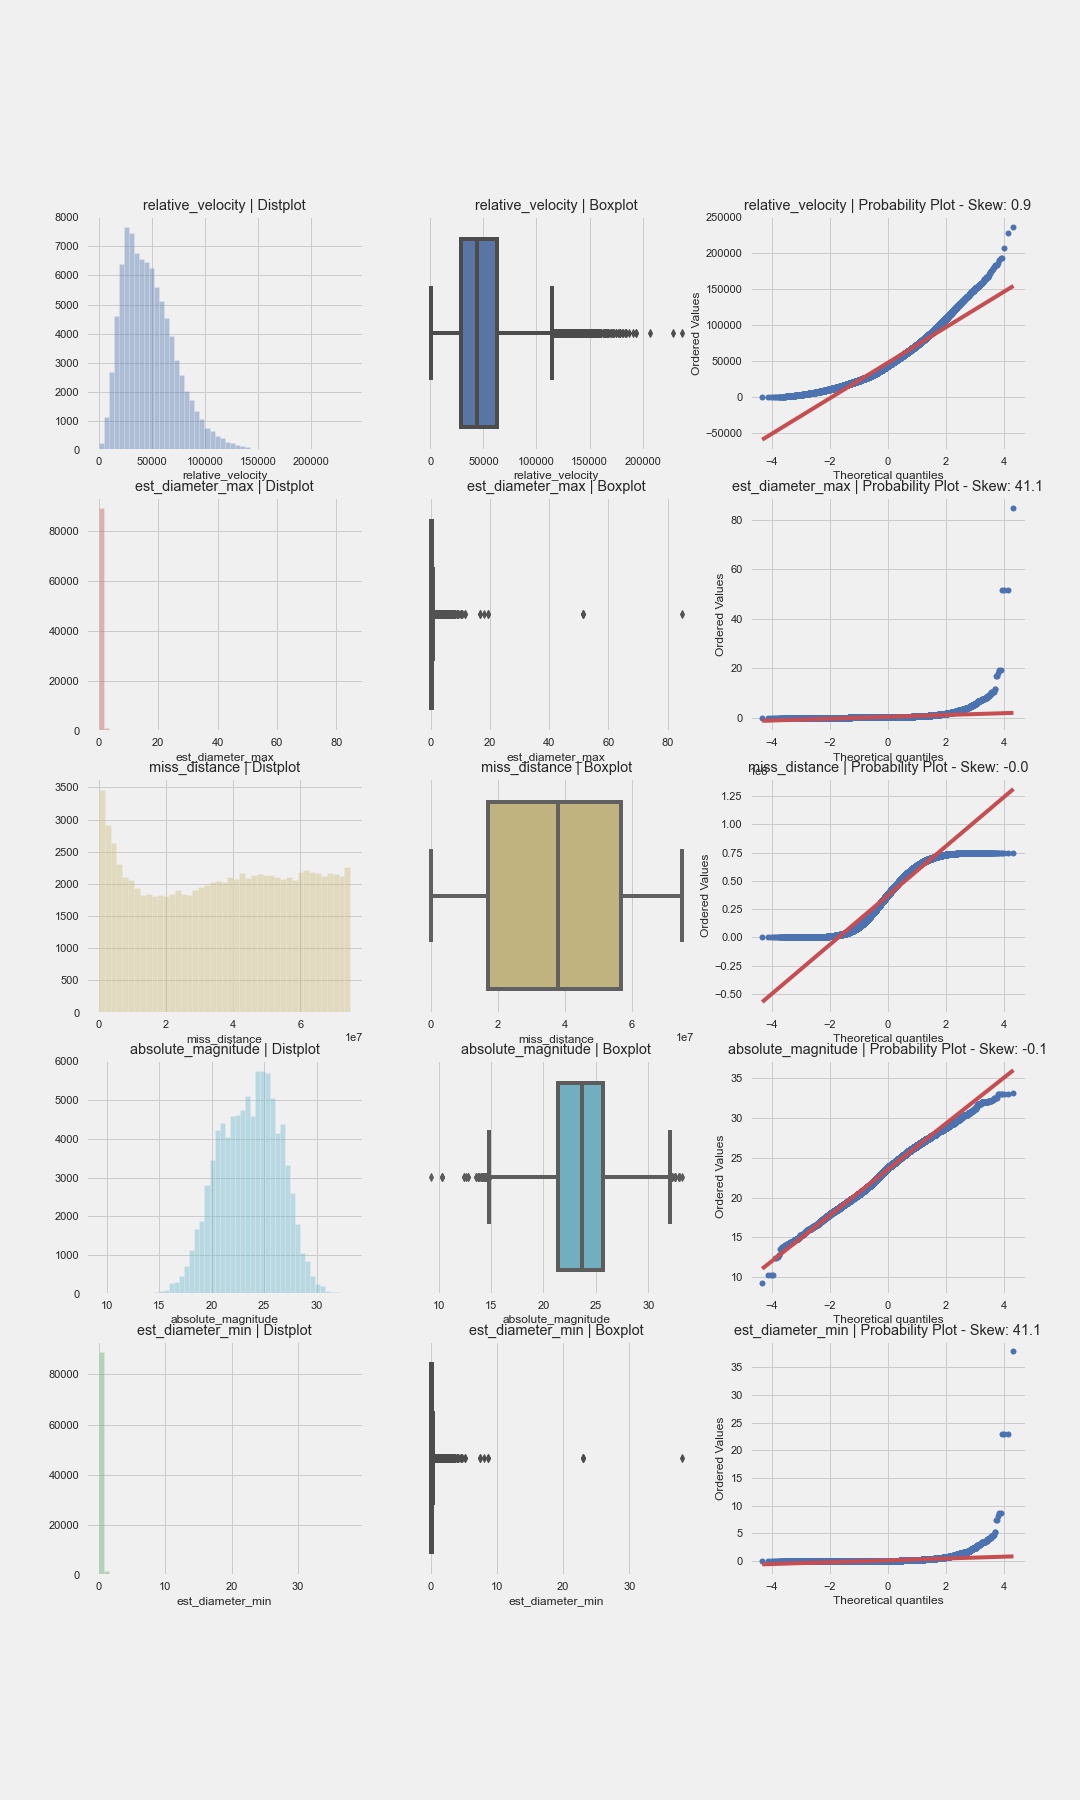 relative_velocity | Distplot
8000
7000
6000
5000
4000
3000
2000
1000
0
0 50000 100000 150000 200000
relative_velocity
relative_velocity | Boxplot
0 50000 100000 150000 200000
relative_velocity
relative_velocity | Probability Plot - Skew: 0.9
250000
200000
150000
100000
50000
0
−50000
Ordered Values
−4 −2 0 2 4
Theoretical quantiles
est_diameter_max | Distplot
80000
60000
40000
20000
0
0 20 40 60 80
est_diameter_max
est_diameter_max | Boxplot
0 20 40 60 80
est_diameter_max
est_diameter_max | Probability Plot - Skew: 41.1
80
60
40
20
0
Ordered Values
−4 −2 0 2 4
Theoretical quantiles
miss_distance | Distplot
3500
3000
2500
2000
1500
1000
500
0
0 2 4 6
1e7
miss_distance
miss_distance | Boxplot
0 2 4 6
1e7
miss_distance
miss_distance | Probability Plot - Skew: -0.0
1e8
1.25
1.00
0.75
0.50
0.25
0.00
−0.25
−0.50
Ordered Values
−4 −2 0 2 4
Theoretical quantiles
absolute_magnitude | Distplot
6000
5000
4000
3000
2000
1000
0
10 15 20 25 30
absolute_magnitude
absolute_magnitude | Boxplot
10 15 20 25 30
absolute_magnitude
absolute_magnitude | Probability Plot - Skew: -0.1
35
30
25
20
15
10
Ordered Values
−4 −2 0 2 4
Theoretical quantiles
est_diameter_min | Distplot
80000
60000
40000
20000
0
0 10 20 30
est_diameter_min
est_diameter_min | Boxplot
0 10 20 30
est_diameter_min
est_diameter_min | Probability Plot - Skew: 41.1
35
30
25
20
15
10
5
0
Ordered Values
−4 −2 0 2 4
Theoretical quantiles